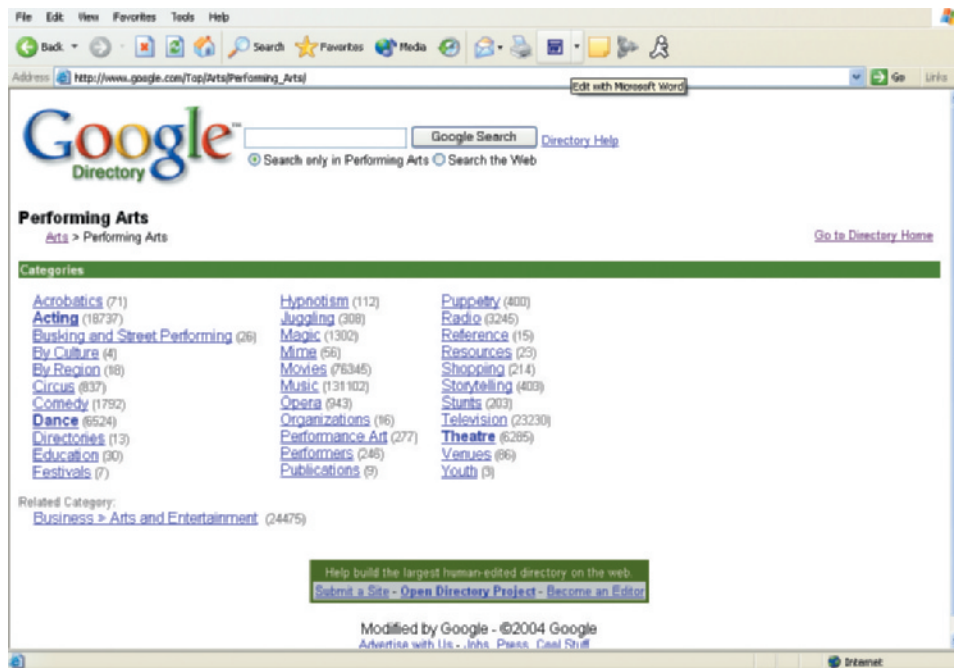 File Edit View Favorites Tools Help
Back Search Favorites Media
Address http://www.google.com/Top/Arts/Performing_Arts/ Go Links
Edit with Microsoft Word
Google™
Directory
Google Search Directory Help
Search only in Performing Arts Search the Web
Performing Arts
Arts > Performing Arts
Go to Directory Home
Categories
Acrobatics (71)
Acting (18737)
Busking and Street Performing (26)
By Culture (4)
By Region (18)
Circus (837)
Comedy (1792)
Dance (6524)
Directories (13)
Education (30)
Festivals (7)
Hypnotism (112)
Juggling (308)
Magic (1302)
Mime (56)
Movies (76345)
Music (131102)
Opera (943)
Organizations (16)
Performance Art (277)
Performers (246)
Publications (9)
Puppetry (400)
Radio (3245)
Reference (15)
Resources (23)
Shopping (214)
Storytelling (403)
Stunts (203)
Television (23230)
Theatre (6285)
Venues (86)
Youth (3)
Related Category:
Business > Arts and Entertainment (24475)
Help build the largest human-edited directory on the web
Submit a Site - Open Directory Project - Become an Editor
Modified by Google - ©2004 Google
Advertise with Us - Jobs, Press, Cool Stuff
Internet